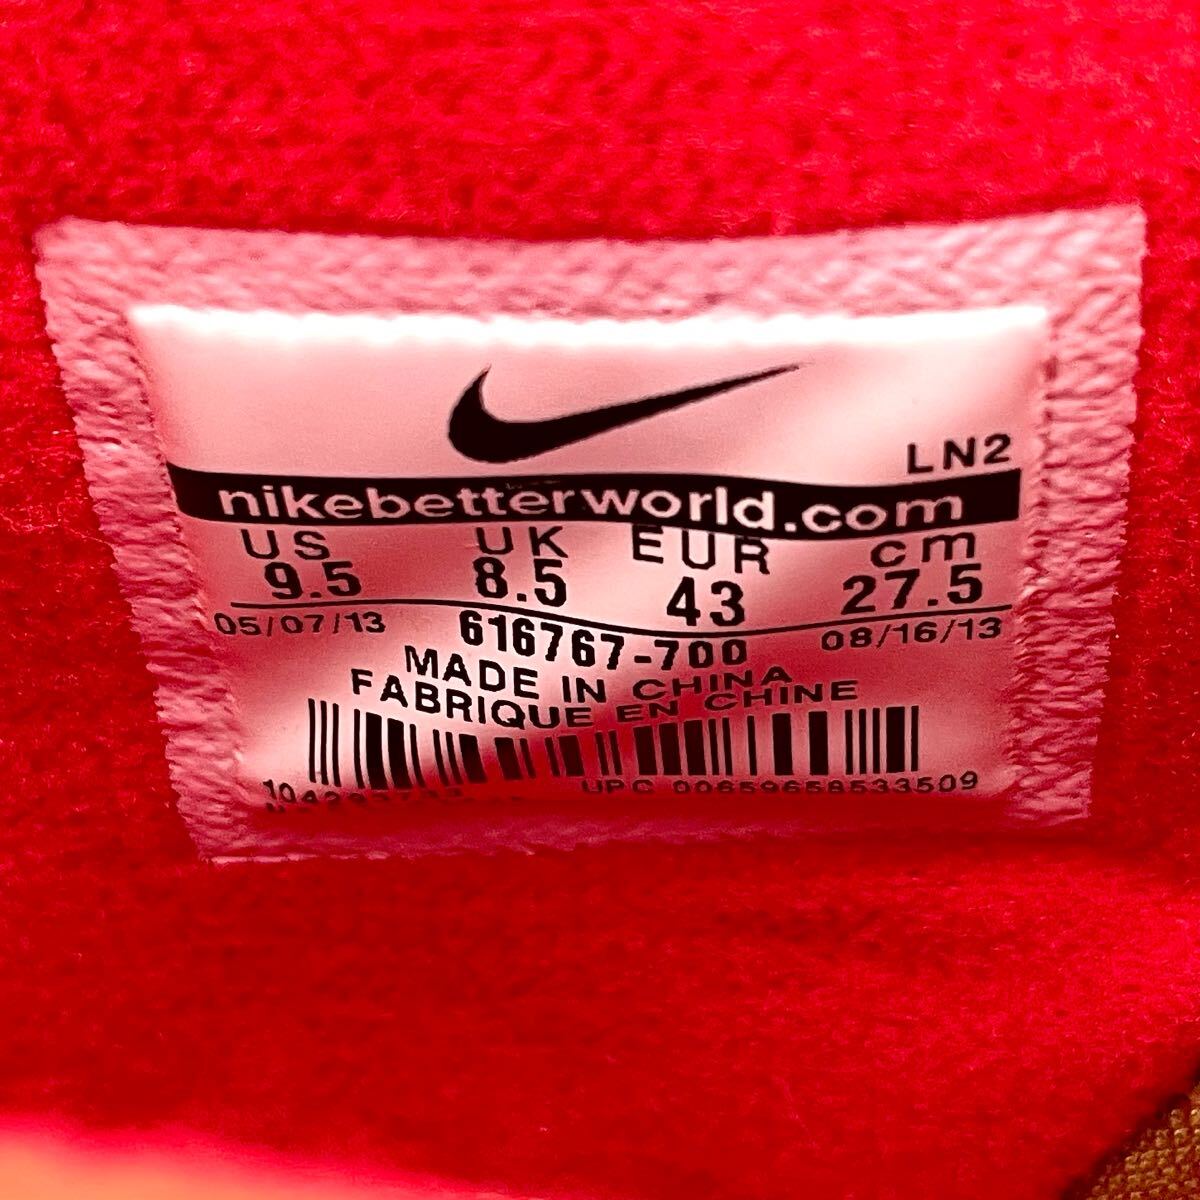 LN2
nikebetterworld.com
US UK EUR cm
9.5 8.5 43 27.5
05/07/13 616767-700 08/16/13
MADE IN CHINA
FABRIQUE EN CHINE
UPC 00659658533509